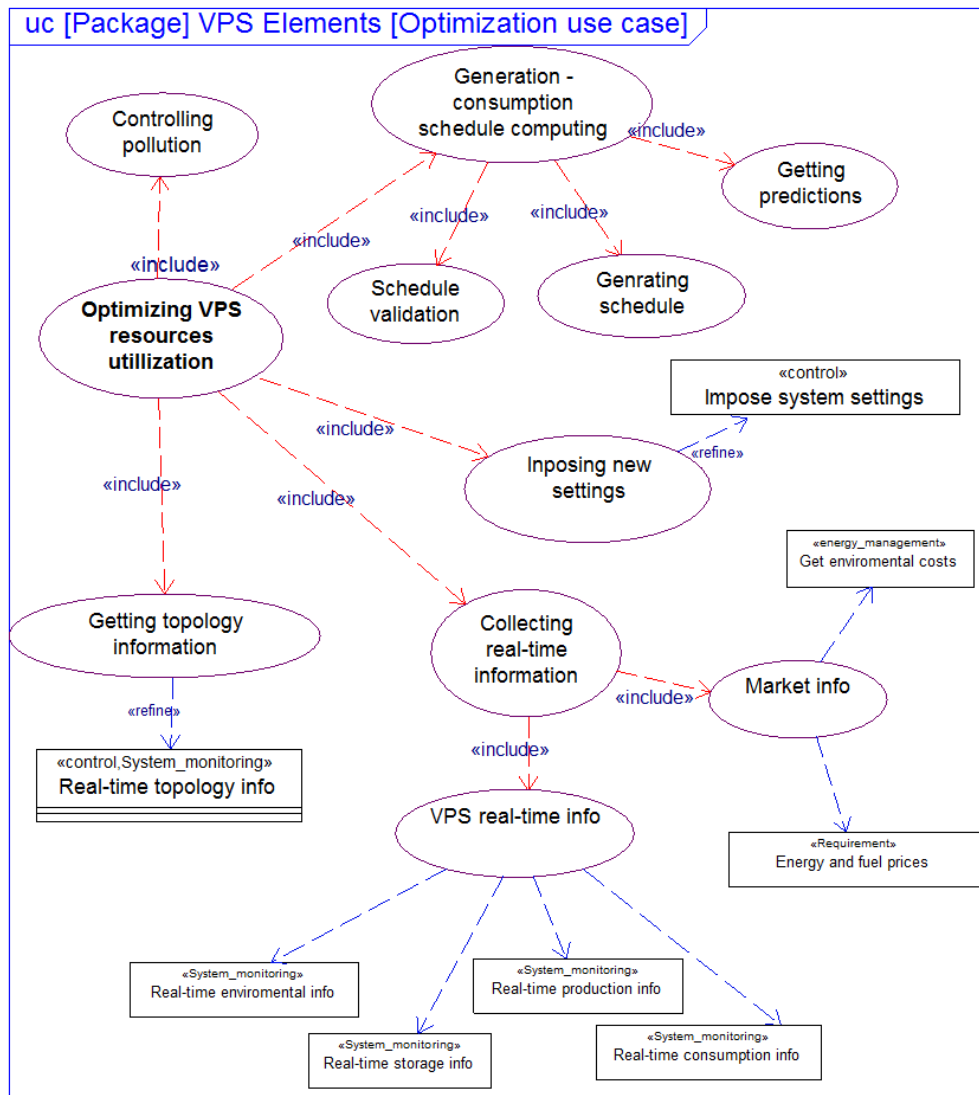 uc [Package] VPS Elements [Optimization use case]
Generation -
consumption
schedule computing
Controlling
pollution
«include»
Getting
predictions
«include»
«include»
«include»
«include»
Optimizing VPS
resources
utillization
Schedule
validation
Genrating
schedule
«control»
Impose system settings
«include»
«refine»
Inposing new
settings
«include»
«include»
«energy_management»
Get enviromental costs
Getting topology
information
Collecting
real-time
information
Market info
«include»
«refine»
«include»
«control,System_monitoring»
Real-time topology info
VPS real-time info
«Requirement»
Energy and fuel prices
«System_monitoring»
Real-time enviromental info
«System_monitoring»
Real-time production info
«System_monitoring»
Real-time storage info
«System_monitoring»
Real-time consumption info